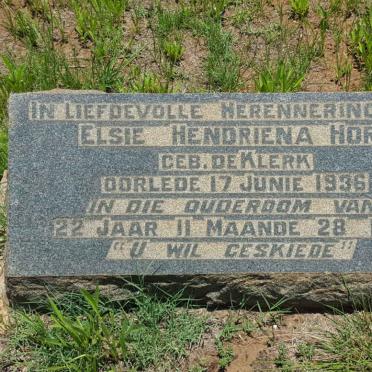 IN LIEFDEVOLLE HERENNERING
ELSIE HENDRIENA HOR
GEB. DE KLERK
OORLEDE 17 JUNIE 1936
IN DIE OUDERDOM VAN
22 JAAR 11 MAANDE 28
"U WIL GESKIEDE"